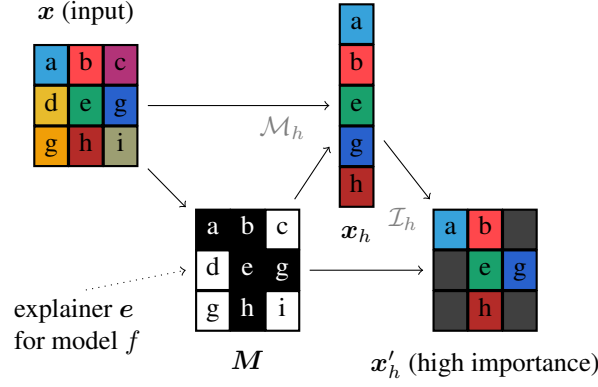 x (input)
a b c
d e g
g h i
a
b
e
g
h
x_h
ℳ_h
ℐ_h
a b c
d e g
g h i
M
explainer e
for model f
a b
e g
h
x′_h (high importance)